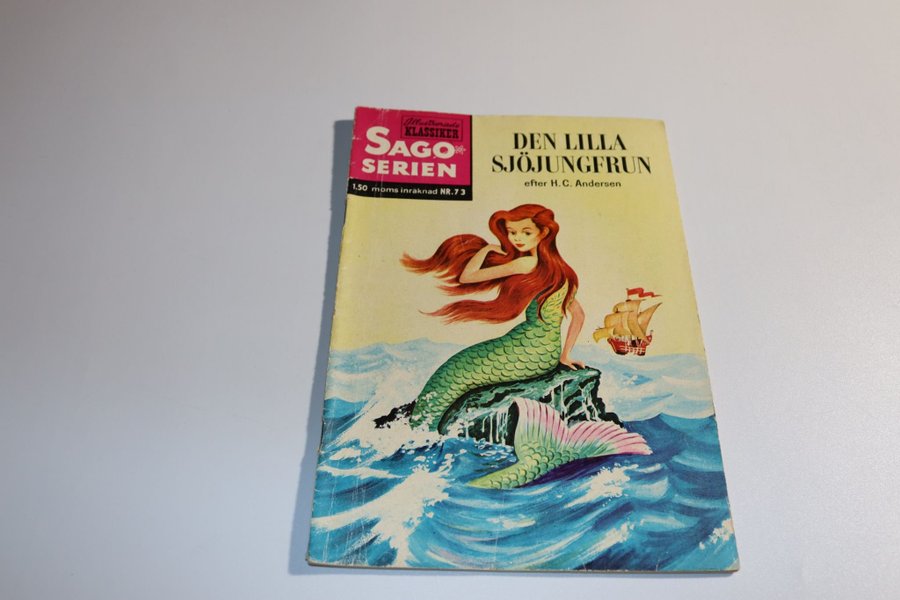 Illustrerade
KLASSIKER
SAGO
SERIEN
1.50 moms inräknad NR. 73
DEN LILLA
SJÖJUNGFRUN
efter H. C. Andersen